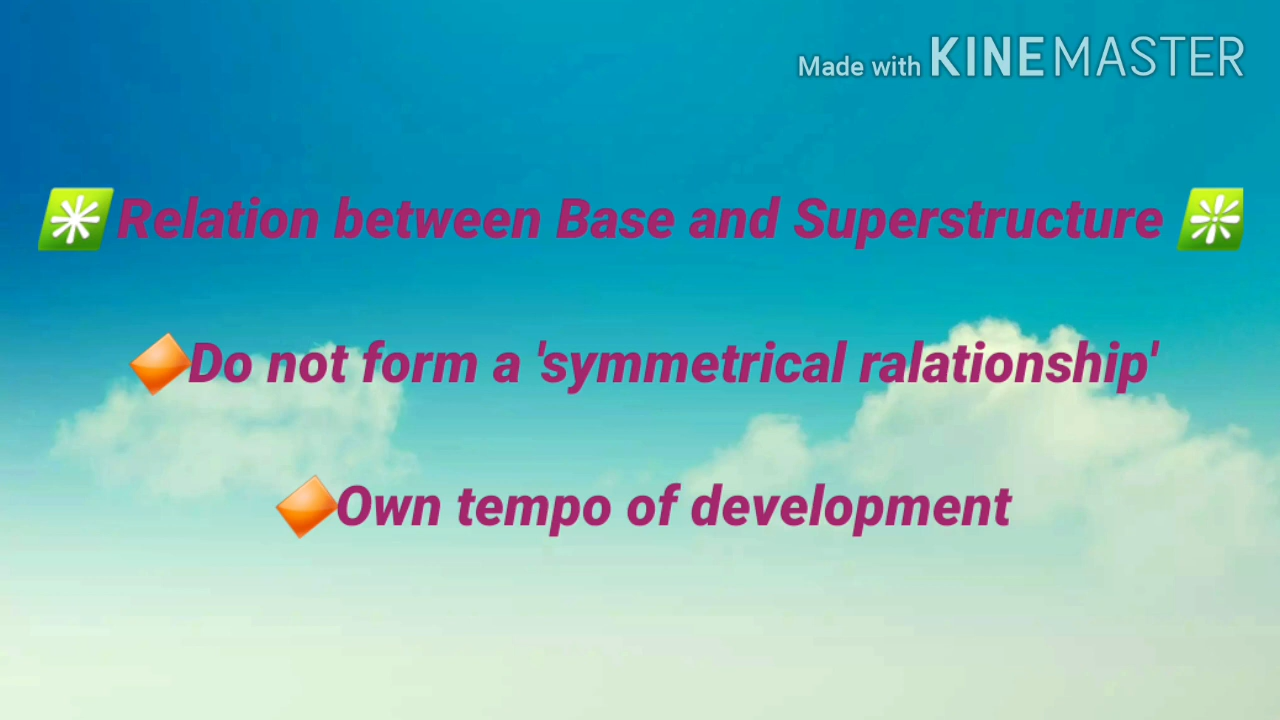 Made with KINEMASTER
Relation between Base and Superstructure
Do not form a 'symmetrical ralationship'
Own tempo of development